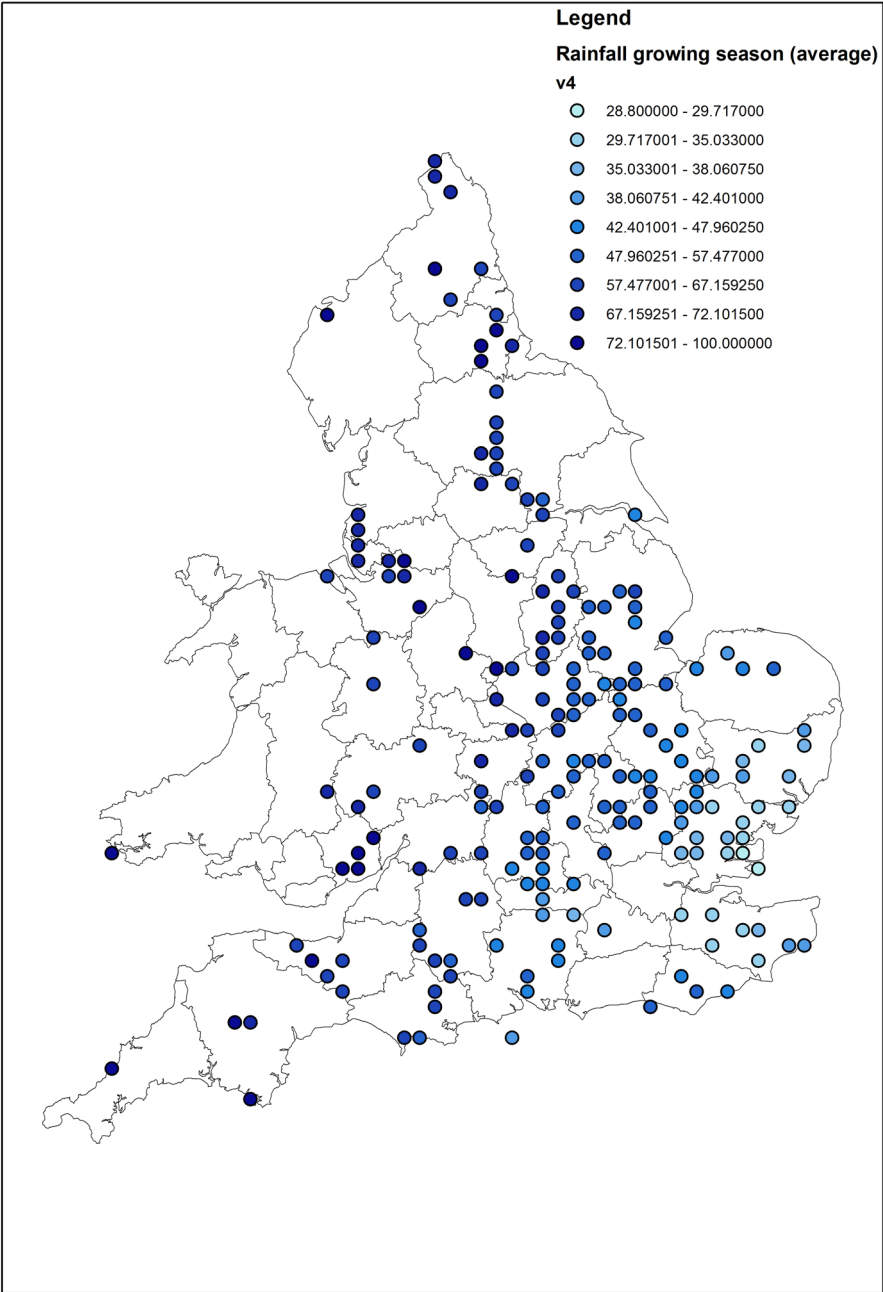 Legend
Rainfall growing season (average)
v4
28.800000 - 29.717000
29.717001 - 35.033000
35.033001 - 38.060750
38.060751 - 42.401000
42.401001 - 47.960250
47.960251 - 57.477000
57.477001 - 67.159250
67.159251 - 72.101500
72.101501 - 100.000000